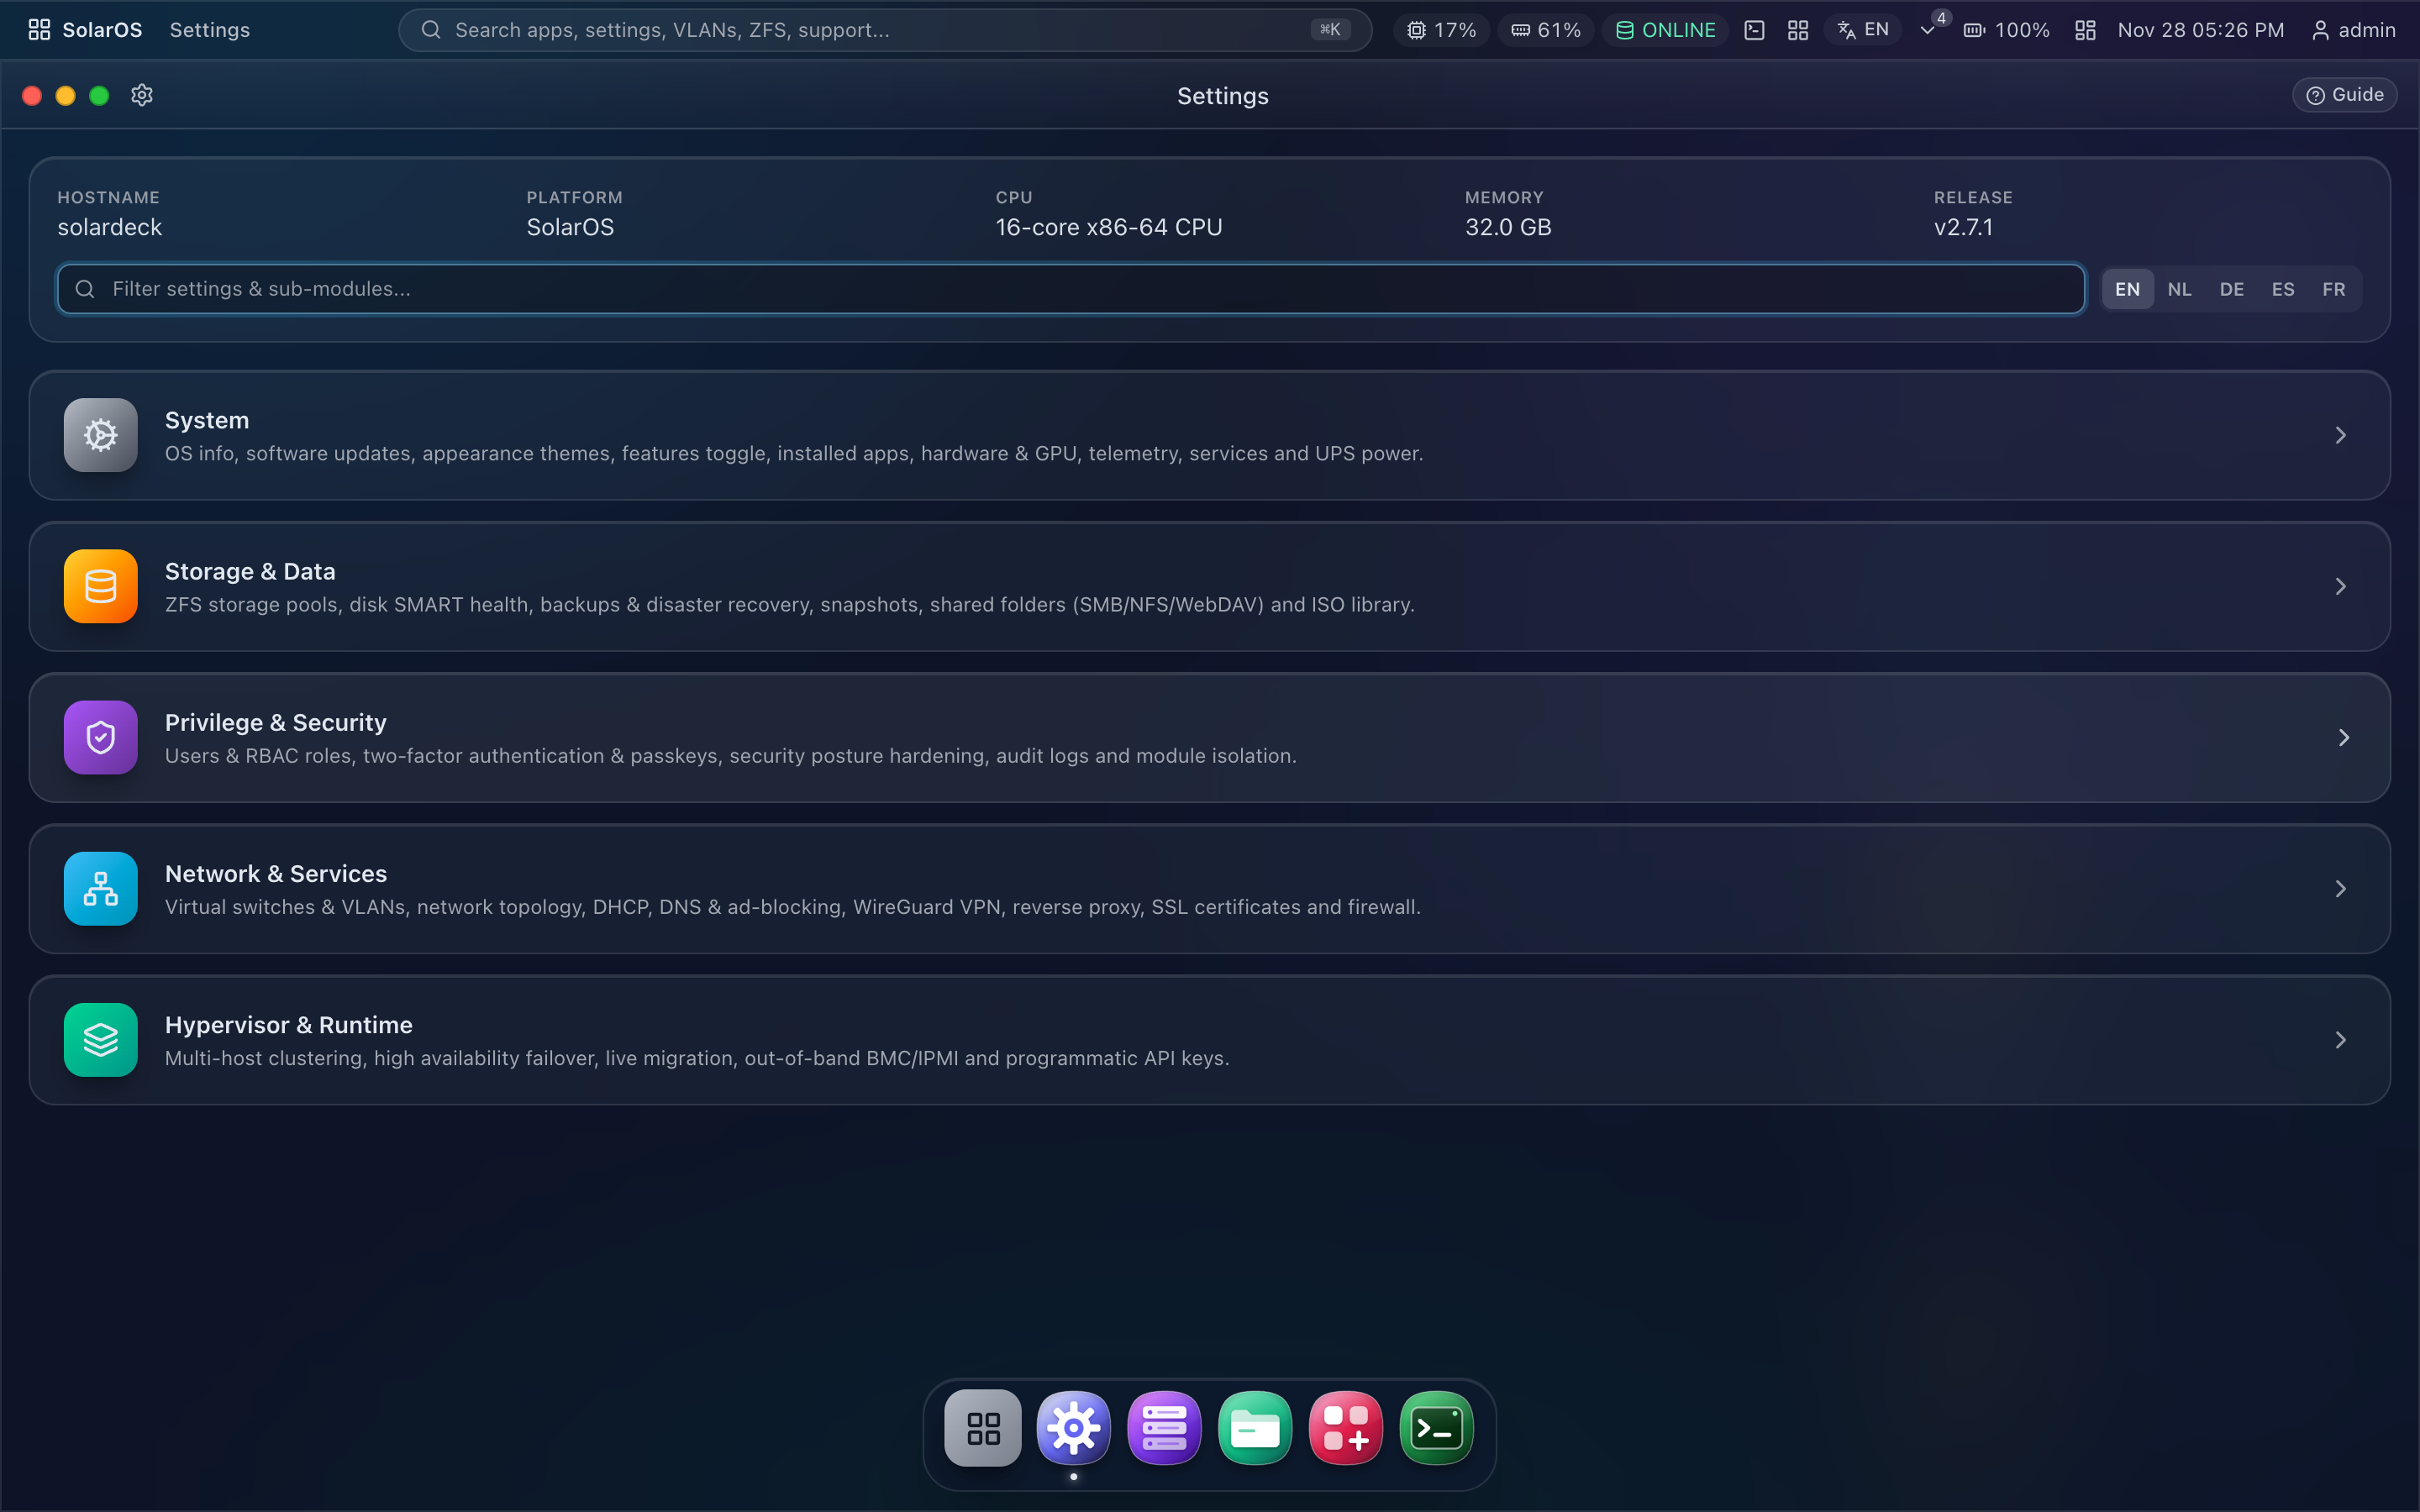 SolarOS Settings Search apps, settings, VLANs, ZFS, support... ⌘K 17% 61% ONLINE EN 4 100% Nov 28 05:26 PM admin
Settings Guide
HOSTNAME PLATFORM CPU MEMORY RELEASE
solardeck SolarOS 16-core x86-64 CPU 32.0 GB v2.7.1
Filter settings & sub-modules... EN NL DE ES FR
System
OS info, software updates, appearance themes, features toggle, installed apps, hardware & GPU, telemetry, services and UPS power.
Storage & Data
ZFS storage pools, disk SMART health, backups & disaster recovery, snapshots, shared folders (SMB/NFS/WebDAV) and ISO library.
Privilege & Security
Users & RBAC roles, two-factor authentication & passkeys, security posture hardening, audit logs and module isolation.
Network & Services
Virtual switches & VLANs, network topology, DHCP, DNS & ad-blocking, WireGuard VPN, reverse proxy, SSL certificates and firewall.
Hypervisor & Runtime
Multi-host clustering, high availability failover, live migration, out-of-band BMC/IPMI and programmatic API keys.